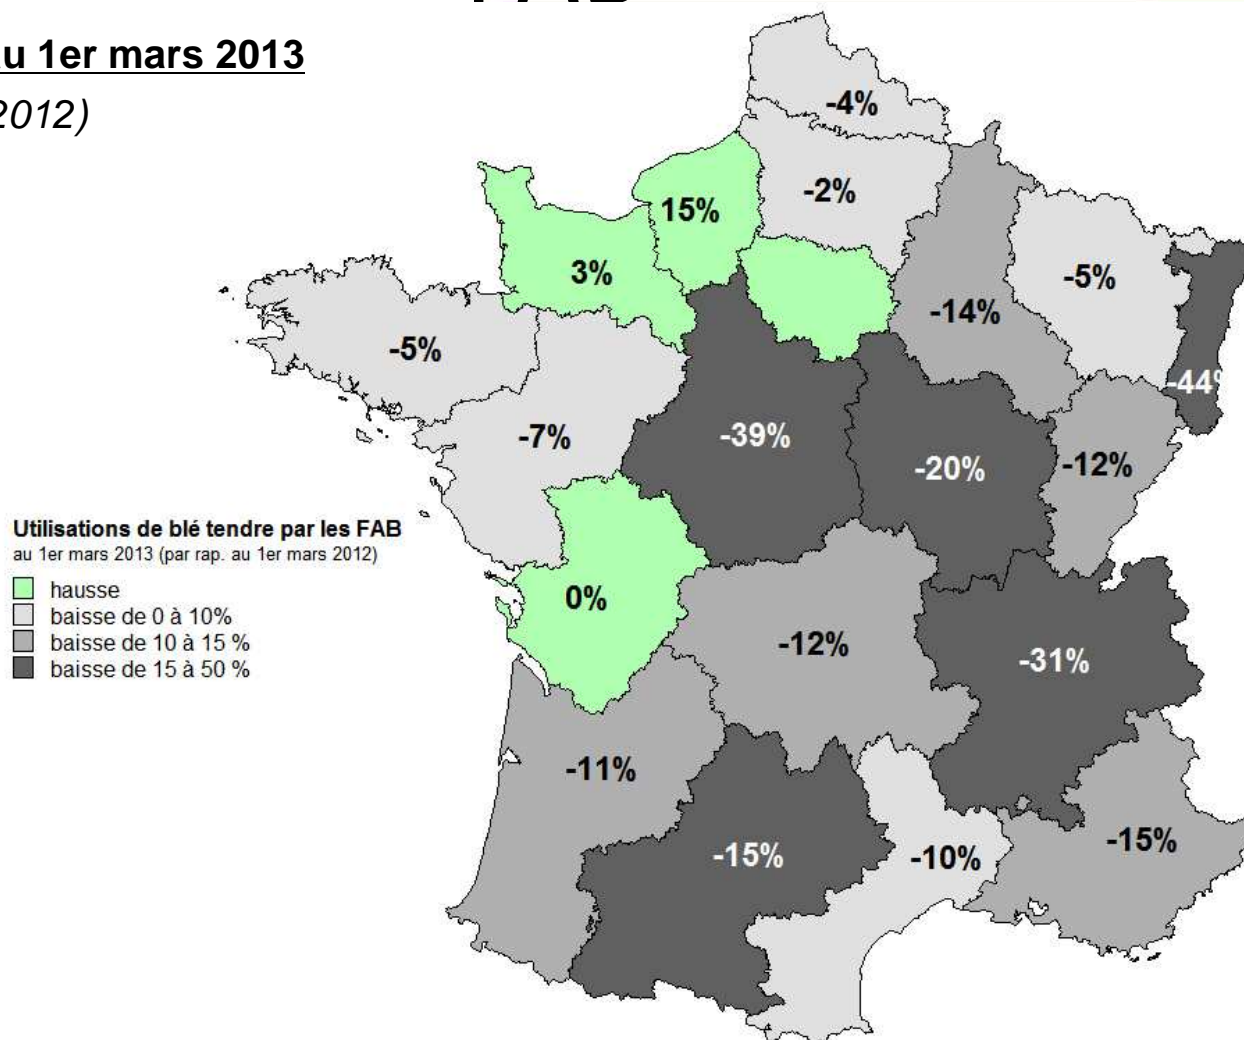 FAB
au 1er mars 2013
2012)
-4%
-2%
15%
3%
-5%
-14%
-5%
-44%
-7%
-39%
-20%
-12%
Utilisations de blé tendre par les FAB
au 1er mars 2013 (par rap. au 1er mars 2012)
hausse
baisse de 0 à 10%
baisse de 10 à 15 %
baisse de 15 à 50 %
0%
-12%
-31%
-11%
-15%
-10%
-15%